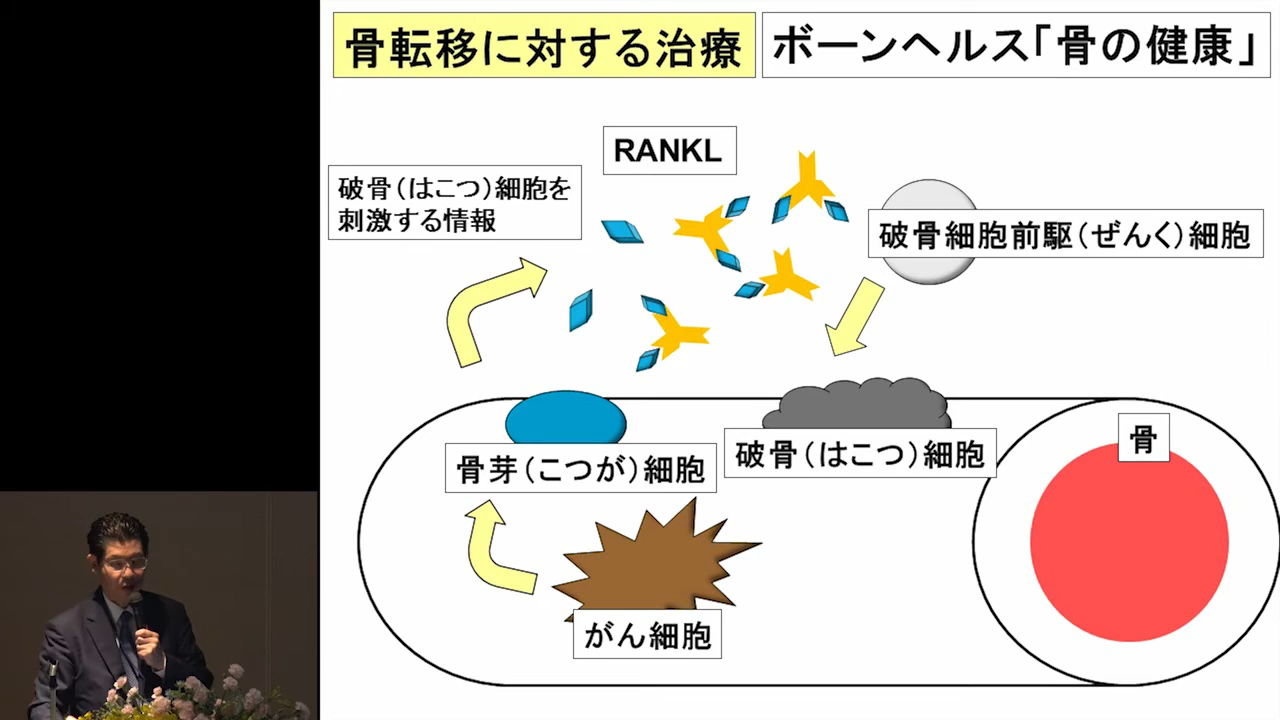 骨転移に対する治療
ボーンヘルス「骨の健康」
RANKL
破骨（はこつ）細胞を
刺激する情報
破骨細胞前駆（ぜんく）細胞
骨
破骨（はこつ）細胞
骨芽（こつが）細胞
がん細胞